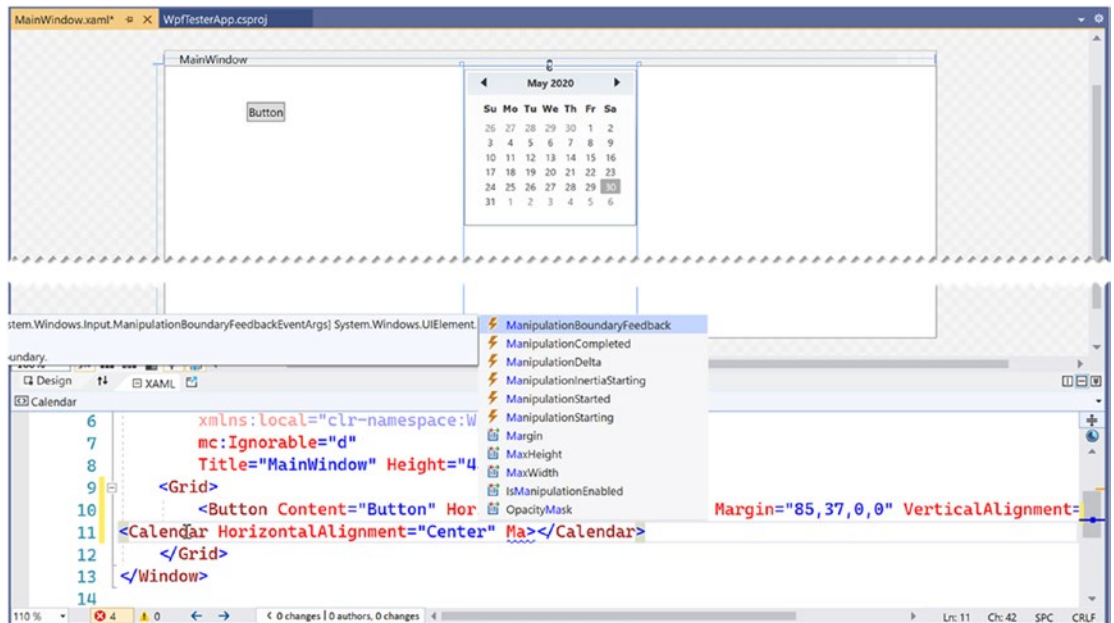 MainWindow.xaml* WpfTesterApp.csproj
MainWindow
Button
May 2020
Su Mo Tu We Th Fr Sa
26 27 28 29 30 1 2
3 4 5 6 7 8 9
10 11 12 13 14 15 16
17 18 19 20 21 22 23
24 25 26 27 28 29 30
31 1 2 3 4 5 6
stem.Windows.Input.ManipulationBoundaryFeedbackEventArgs] System.Windows.UIElement.
oundary.
ManipulationBoundaryFeedback
ManipulationCompleted
ManipulationDelta
ManipulationInertiaStarting
ManipulationStarted
ManipulationStarting
Margin
MaxHeight
MaxWidth
IsManipulationEnabled
OpacityMask
Design XAML
Calendar
6 xmlns:local="clr-namespace:W
7 mc:Ignorable="d"
8 Title="MainWindow" Height="4
9 <Grid>
10 <Button Content="Button" Hor Margin="85,37,0,0" VerticalAlignment=
11 <Calendar HorizontalAlignment="Center" Ma></Calendar>
12 </Grid>
13 </Window>
14
110 % 4 0 0 changes | 0 authors, 0 changes Ln: 11 Ch: 42 SPC CRLF